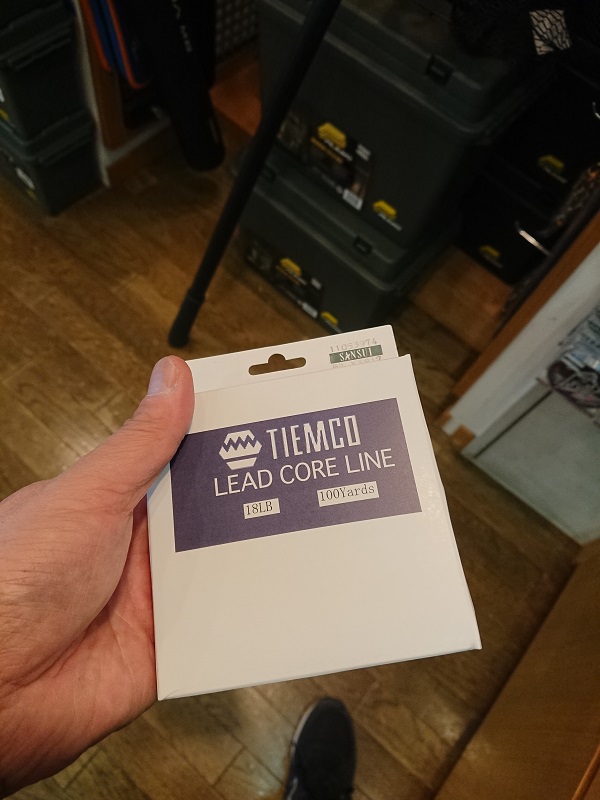 SANSUI
TIEMCO
LEAD CORE LINE
18LB 100Yards